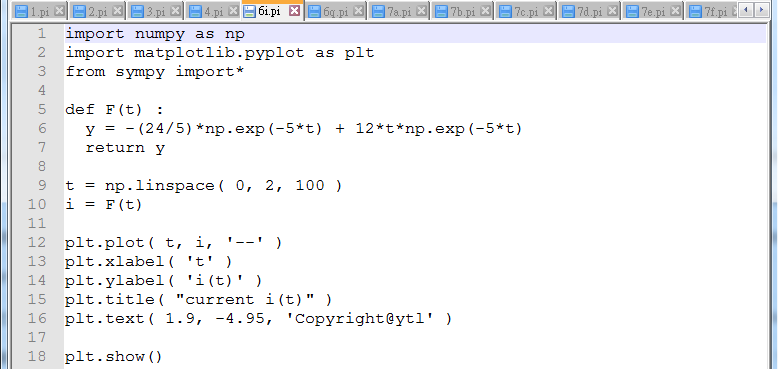 1.pi 2.pi 3.pi 4.pi 6i.pi 6q.pi 7a.pi 7b.pi 7c.pi 7d.pi 7e.pi 7f.pi
1 import numpy as np
2 import matplotlib.pyplot as plt
3 from sympy import*
4
5 def F(t) :
6   y = -(24/5)*np.exp(-5*t) + 12*t*np.exp(-5*t)
7   return y
8
9 t = np.linspace( 0, 2, 100 )
10 i = F(t)
11
12 plt.plot( t, i, '--' )
13 plt.xlabel( 't' )
14 plt.ylabel( 'i(t)' )
15 plt.title( "current i(t)" )
16 plt.text( 1.9, -4.95, 'Copyright@ytl' )
17
18 plt.show()